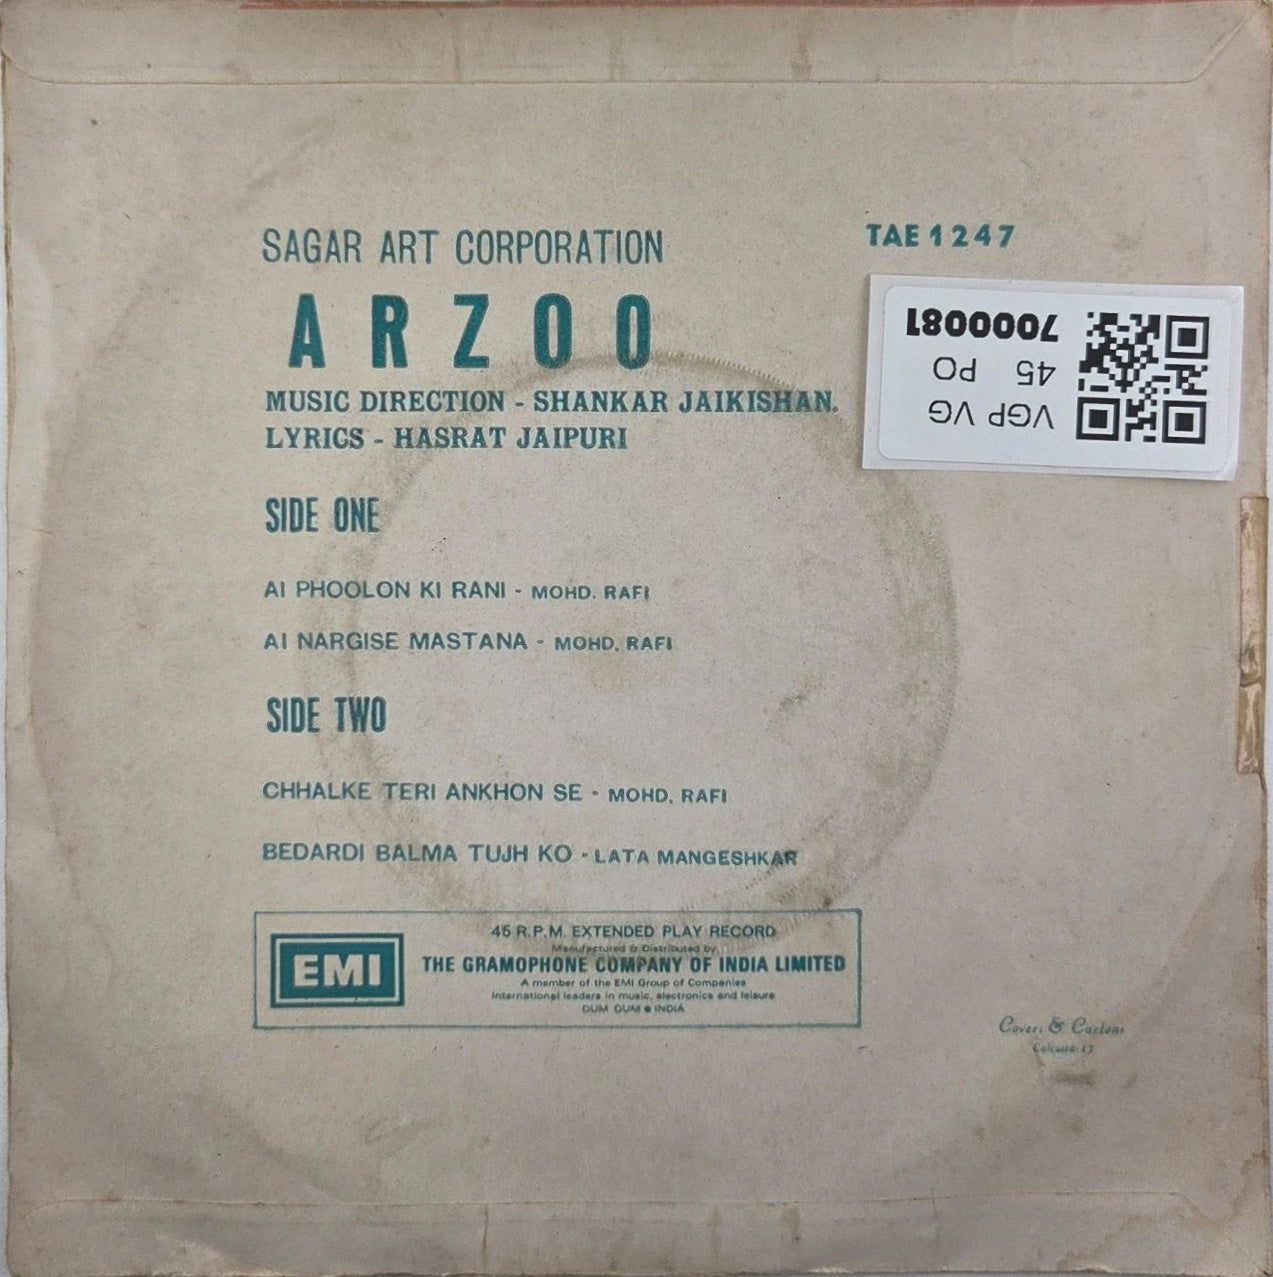 SAGAR ART CORPORATION
TAE 1247
ARZOO
MUSIC DIRECTION - SHANKAR JAIKISHAN.
LYRICS - HASRAT JAIPURI
7000081
45 PO
VGP VG
SIDE ONE
AI PHOOLON KI RANI - MOHD. RAFI
AI NARGISE MASTANA - MOHD. RAFI
SIDE TWO
CHHALKE TERI ANKHON SE - MOHD. RAFI
BEDARDI BALMA TUJH KO - LATA MANGESHKAR
EMI
45 R.P.M. EXTENDED PLAY RECORD
Manufactured & Distributed by
THE GRAMOPHONE COMPANY OF INDIA LIMITED
A member of the EMI Group of Companies
International leaders in music, electronics and leisure
DUM DUM • INDIA
Covers & Cartons
Calcutta-17